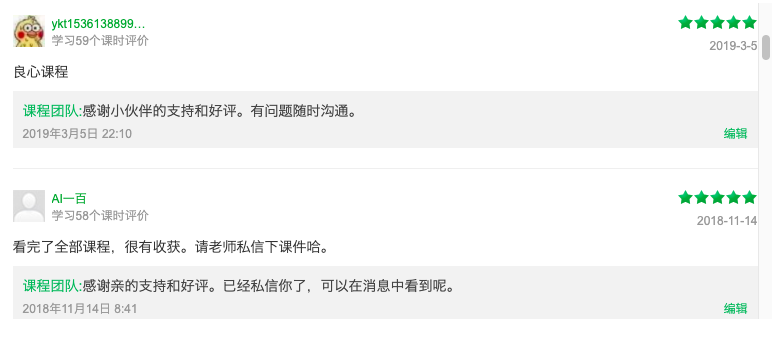 ykt1536138899...
学习59个课时评价
2019-3-5
良心课程
课程团队:感谢小伙伴的支持和好评。有问题随时沟通。
2019年3月5日 22:10
编辑
AI一百
学习58个课时评价
2018-11-14
看完了全部课程，很有收获。请老师私信下课件哈。
课程团队:感谢亲的支持和好评。已经私信你了，可以在消息中看到呢。
2018年11月14日 8:41
编辑